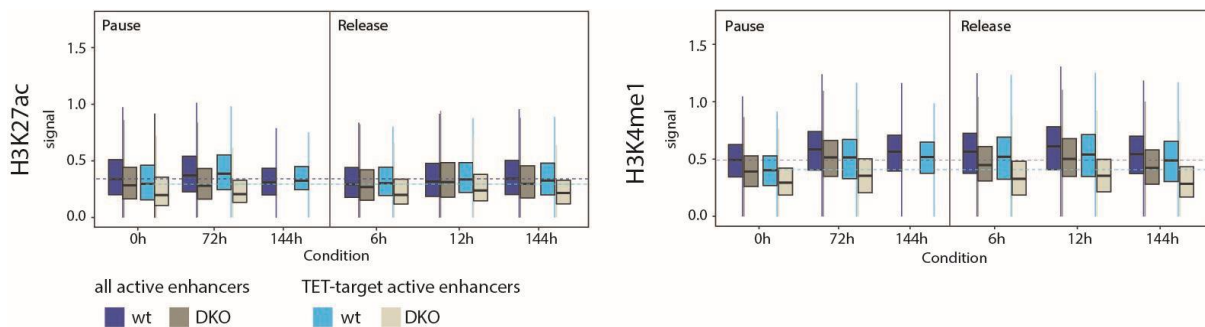 Pause
Release
H3K27ac
signal
1.5
1.0
0.5
0.0
0h
72h
144h
6h
12h
144h
Condition
all active enhancers
TET-target active enhancers
wt
DKO
wt
DKO
Pause
Release
H3K4me1
signal
1.5
1.0
0.5
0.0
0h
72h
144h
6h
12h
144h
Condition